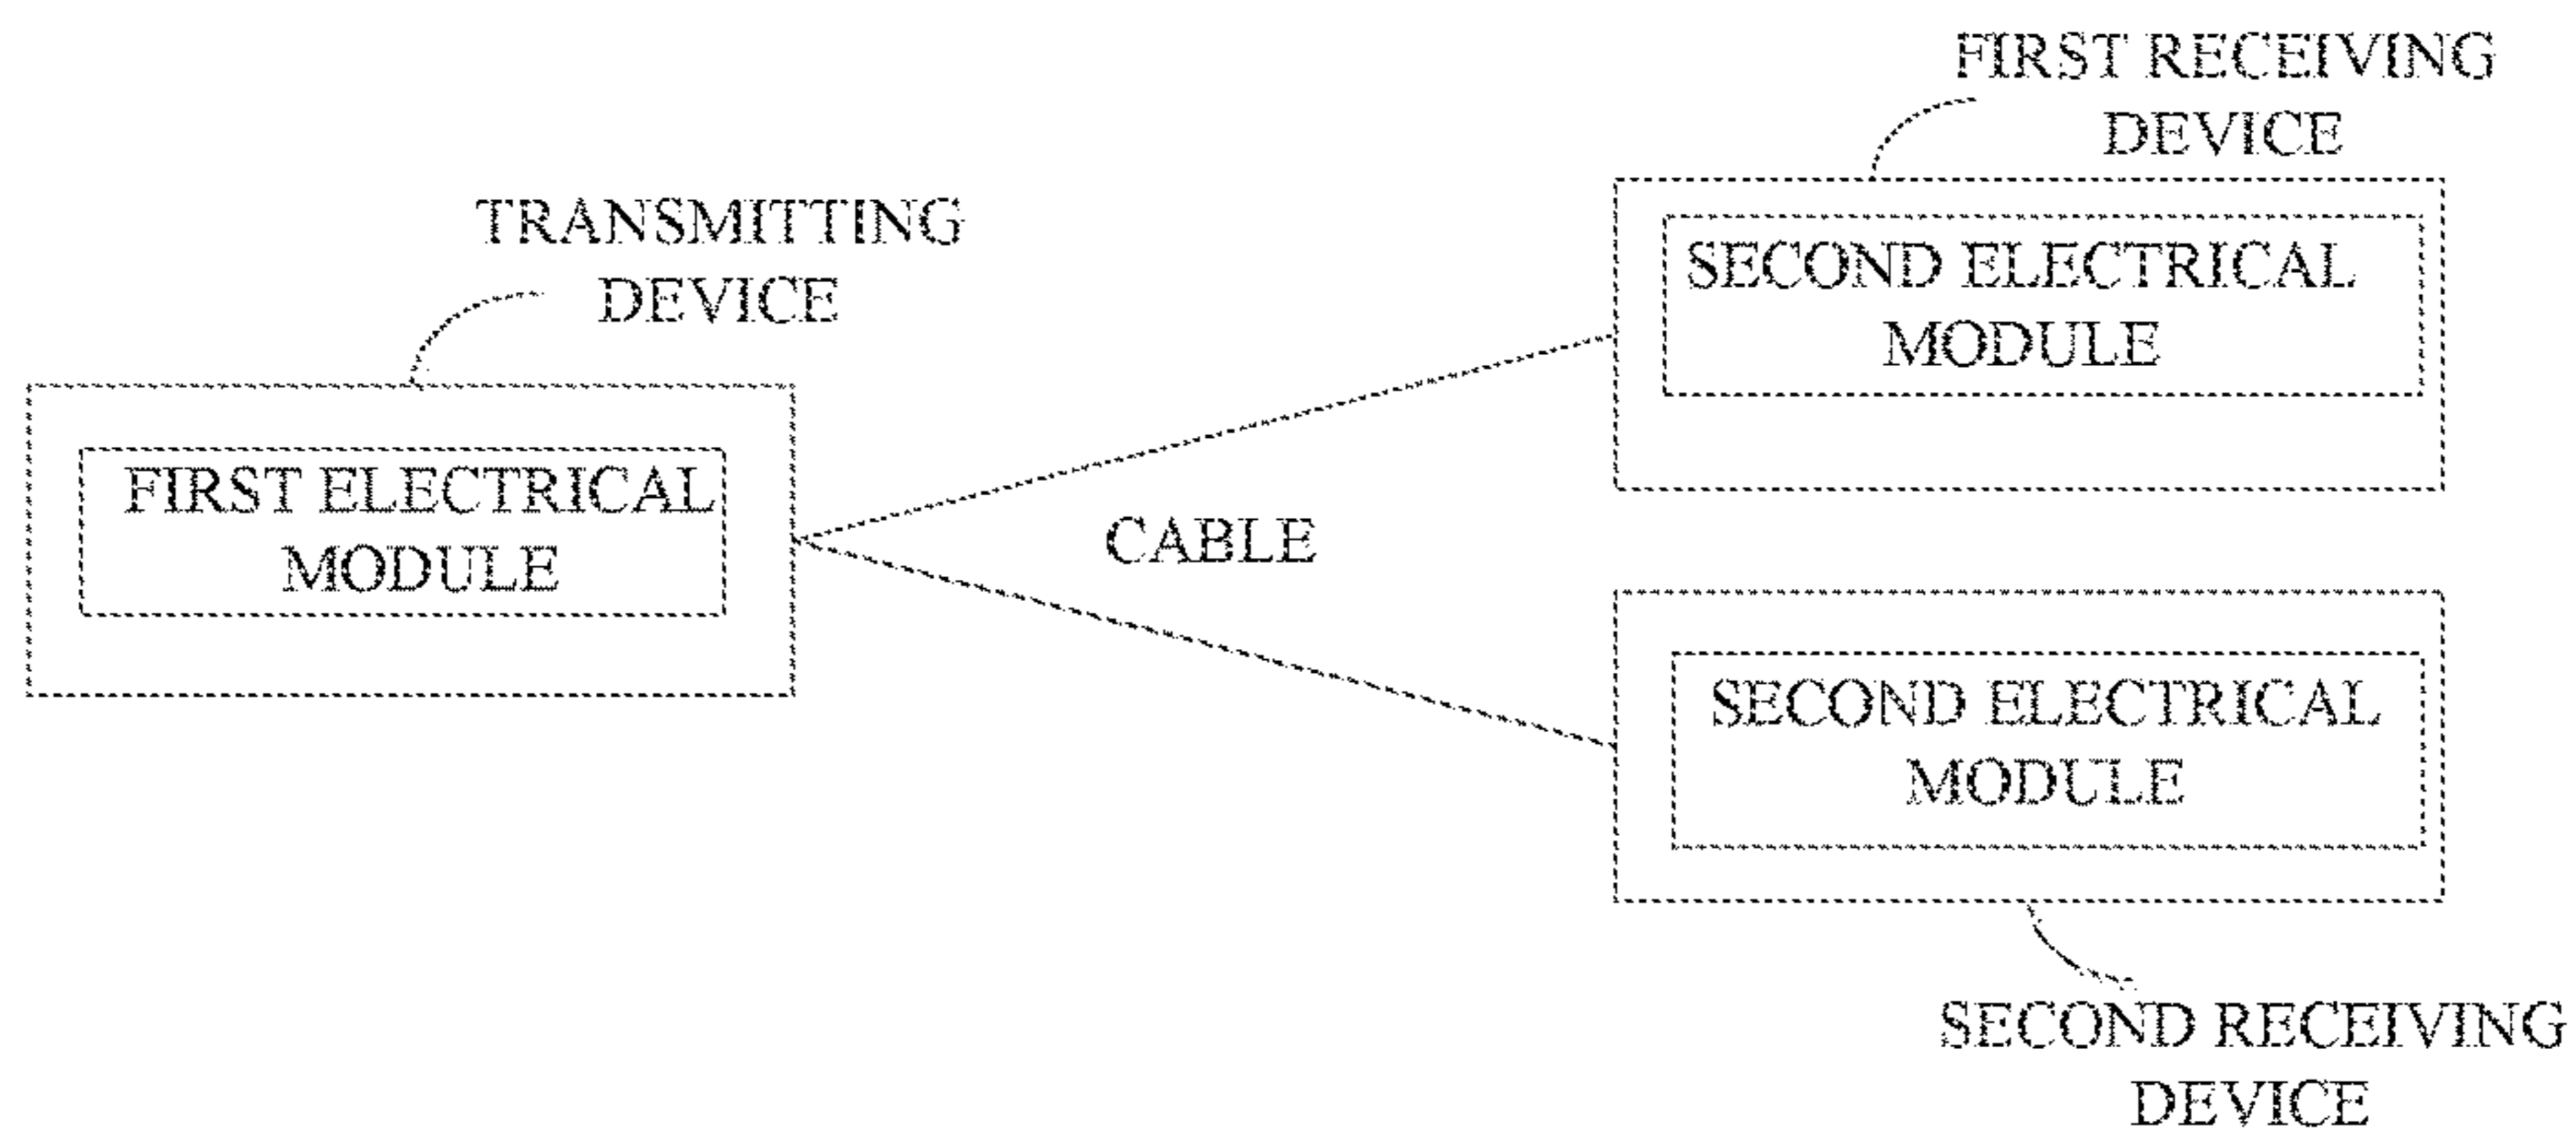 TRANSMITTING
DEVICE
FIRST ELECTRICAL
MODULE
CABLE
FIRST RECEIVING
DEVICE
SECOND ELECTRICAL
MODULE
SECOND ELECTRICAL
MODULE
SECOND RECEIVING
DEVICE